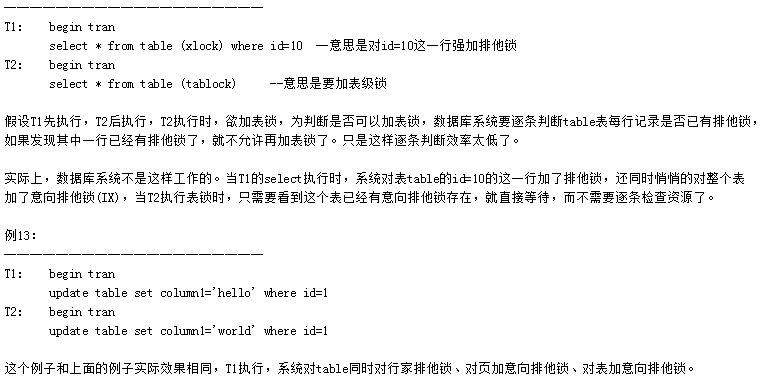 ————————————————————
T1:   begin tran
      select * from table (xlock) where id=10  --意思是对id=10这一行强加排他锁
T2:   begin tran
      select * from table (tablock)     --意思是要加表级锁
假设T1先执行，T2后执行，T2执行时，欲加表锁，为判断是否可以加表锁，数据库系统要逐条判断table表每行记录是否已有排他锁，
如果发现其中一行已经有排他锁了，就不允许再加表锁了。只是这样逐条判断效率太低了。
实际上，数据库系统不是这样工作的。当T1的select执行时，系统对表table的id=10的这一行加了排他锁，还同时悄悄的对整个表
加了意向排他锁(IX)，当T2执行表锁时，只需要看到这个表已经有意向排他锁存在，就直接等待，而不需要逐条检查资源了。
例13：
————————————————————
T1:   begin tran
      update table set column1='hello' where id=1
T2:   begin tran
      update table set column1='world' where id=1
这个例子和上面的例子实际效果相同，T1执行，系统对table同时对行家排他锁、对页加意向排他锁、对表加意向排他锁。